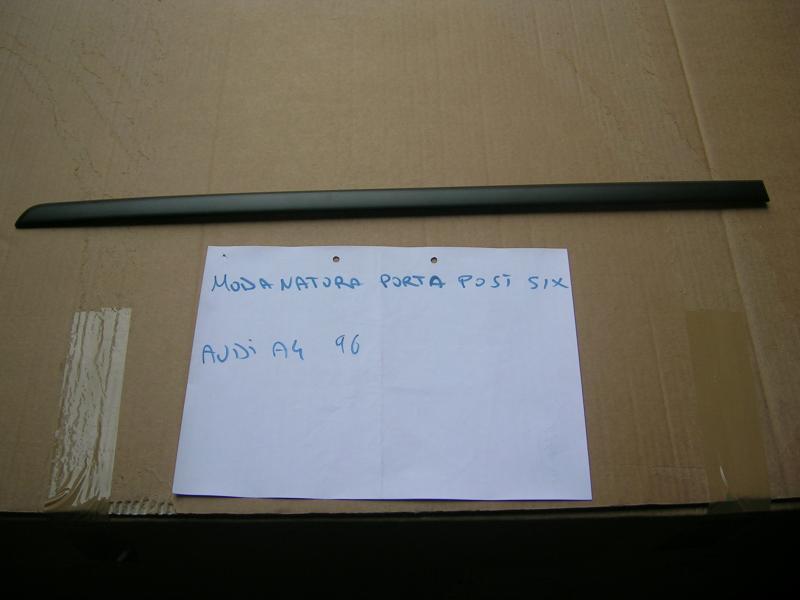 MODANATURA PORTA POST SIX
AUDi A4 96